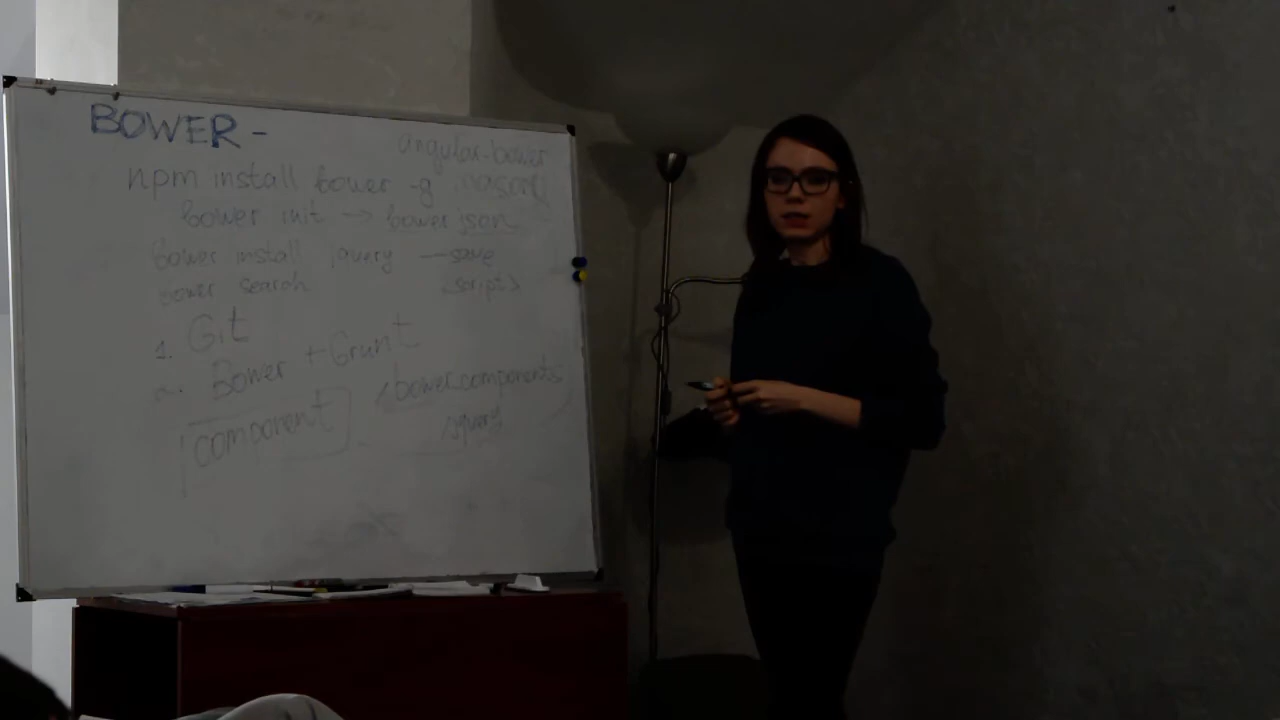 BOWER -
angular-bower
npm install bower -g
bower init → bower.json
bower install jquery --save
bower search <script>
1. Git
2. Bower + Grunt
component /bower_components
/jquery